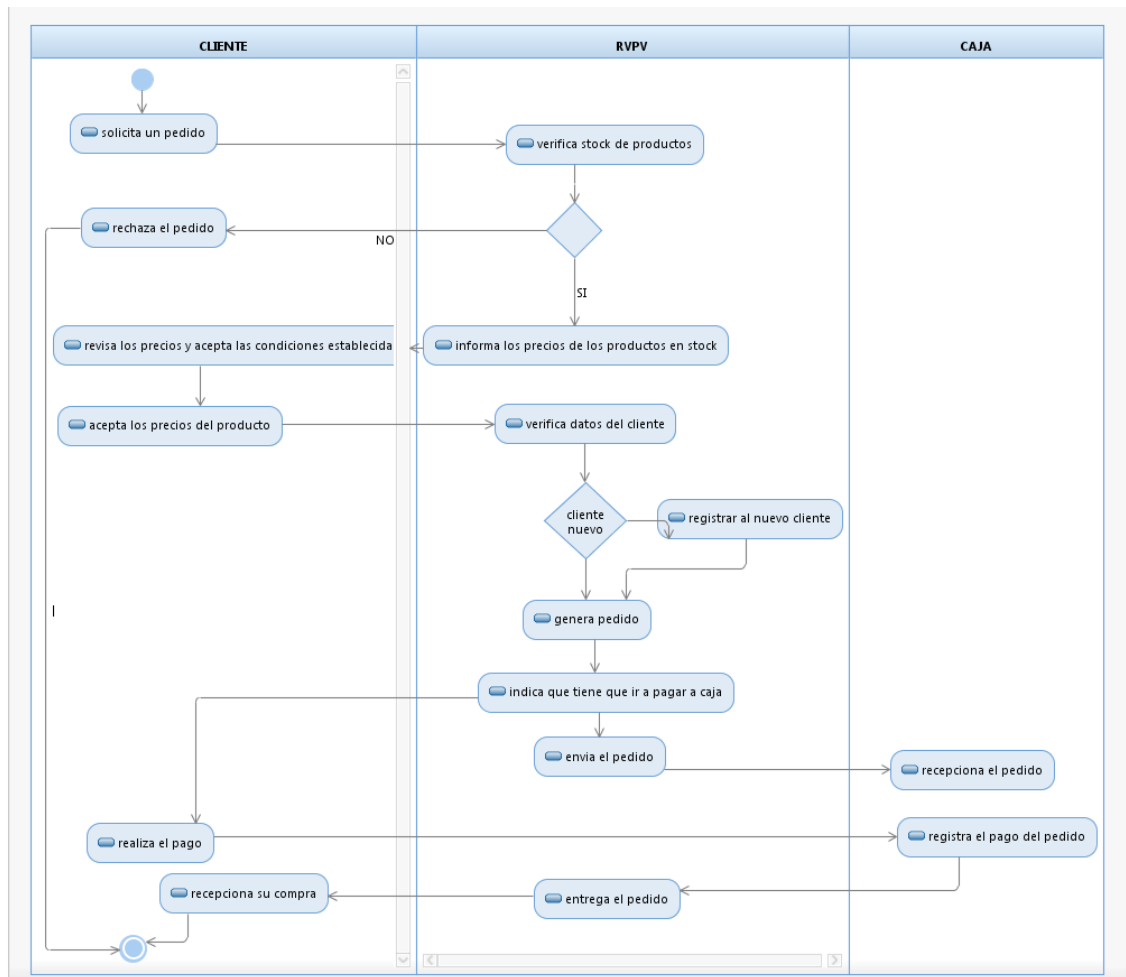 CLIENTE
RVPV
CAJA
solicita un pedido
verifica stock de productos
rechaza el pedido
NO
SI
revisa los precios y acepta las condiciones establecida
informa los precios de los productos en stock
acepta los precios del producto
verifica datos del cliente
cliente
nuevo
registrar al nuevo cliente
genera pedido
indica que tiene que ir a pagar a caja
envia el pedido
recepciona el pedido
realiza el pago
registra el pago del pedido
recepciona su compra
entrega el pedido